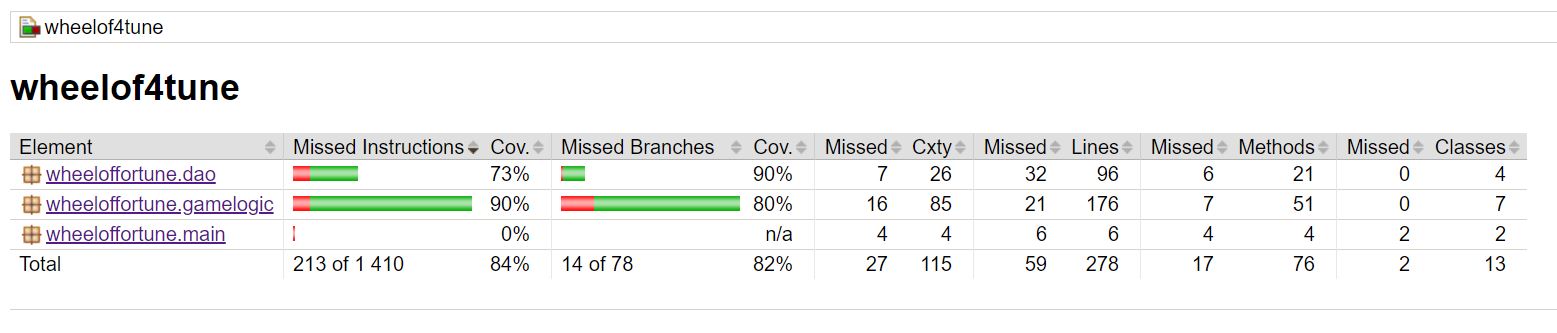 wheelof4tune
wheelof4tune
Element Missed Instructions Cov. Missed Branches Cov. Missed Cxty Missed Lines Missed Methods Missed Classes
wheeloffortune.dao 73% 90% 7 26 32 96 6 21 0 4
wheeloffortune.gamelogic 90% 80% 16 85 21 176 7 51 0 7
wheeloffortune.main 0% n/a 4 4 6 6 4 4 2 2
Total 213 of 1 410 84% 14 of 78 82% 27 115 59 278 17 76 2 13